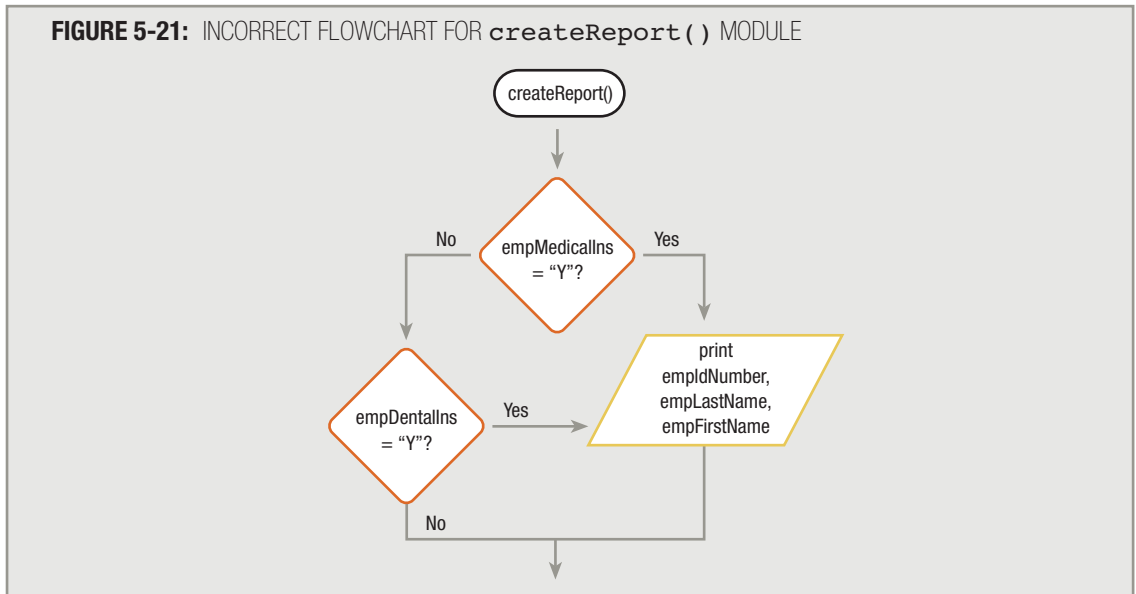 FIGURE 5-21: INCORRECT FLOWCHART FOR createReport() MODULE
createReport()
No
empMedicalIns
= “Y”?
Yes
print
empIdNumber,
empLastName,
empFirstName
empDentalIns
= “Y”?
Yes
No